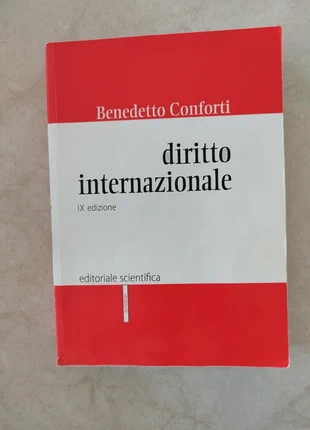 Benedetto Conforti
diritto
internazionale
IX edizione
editoriale scientifica